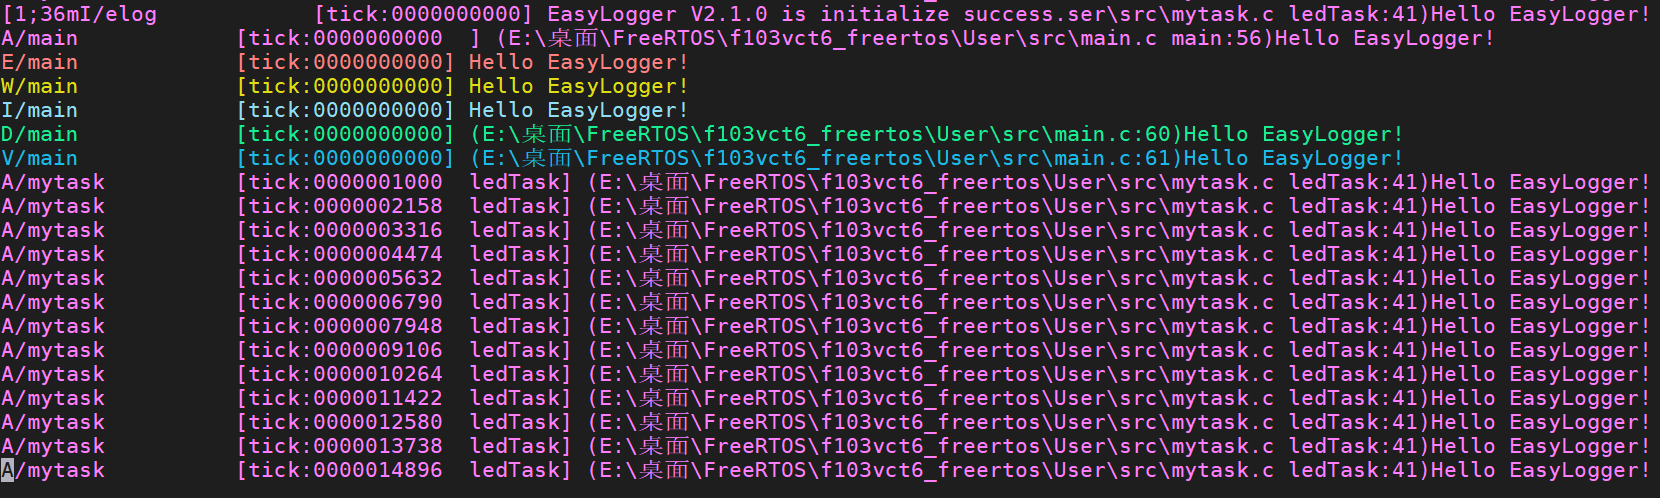 [1;36mI/elog            [tick:0000000000] EasyLogger V2.1.0 is initialize success.ser\src\mytask.c ledTask:41)Hello EasyLogger!
A/main            [tick:0000000000  ] (E:\桌面\FreeRTOS\f103vct6_freertos\User\src\main.c main:56)Hello EasyLogger!
E/main            [tick:0000000000] Hello EasyLogger!
W/main            [tick:0000000000] Hello EasyLogger!
I/main            [tick:0000000000] Hello EasyLogger!
D/main            [tick:0000000000] (E:\桌面\FreeRTOS\f103vct6_freertos\User\src\main.c:60)Hello EasyLogger!
V/main            [tick:0000000000] (E:\桌面\FreeRTOS\f103vct6_freertos\User\src\main.c:61)Hello EasyLogger!
A/mytask          [tick:0000001000  ledTask] (E:\桌面\FreeRTOS\f103vct6_freertos\User\src\mytask.c ledTask:41)Hello EasyLogger!
A/mytask          [tick:0000002158  ledTask] (E:\桌面\FreeRTOS\f103vct6_freertos\User\src\mytask.c ledTask:41)Hello EasyLogger!
A/mytask          [tick:0000003316  ledTask] (E:\桌面\FreeRTOS\f103vct6_freertos\User\src\mytask.c ledTask:41)Hello EasyLogger!
A/mytask          [tick:0000004474  ledTask] (E:\桌面\FreeRTOS\f103vct6_freertos\User\src\mytask.c ledTask:41)Hello EasyLogger!
A/mytask          [tick:0000005632  ledTask] (E:\桌面\FreeRTOS\f103vct6_freertos\User\src\mytask.c ledTask:41)Hello EasyLogger!
A/mytask          [tick:0000006790  ledTask] (E:\桌面\FreeRTOS\f103vct6_freertos\User\src\mytask.c ledTask:41)Hello EasyLogger!
A/mytask          [tick:0000007948  ledTask] (E:\桌面\FreeRTOS\f103vct6_freertos\User\src\mytask.c ledTask:41)Hello EasyLogger!
A/mytask          [tick:0000009106  ledTask] (E:\桌面\FreeRTOS\f103vct6_freertos\User\src\mytask.c ledTask:41)Hello EasyLogger!
A/mytask          [tick:0000010264  ledTask] (E:\桌面\FreeRTOS\f103vct6_freertos\User\src\mytask.c ledTask:41)Hello EasyLogger!
A/mytask          [tick:0000011422  ledTask] (E:\桌面\FreeRTOS\f103vct6_freertos\User\src\mytask.c ledTask:41)Hello EasyLogger!
A/mytask          [tick:0000012580  ledTask] (E:\桌面\FreeRTOS\f103vct6_freertos\User\src\mytask.c ledTask:41)Hello EasyLogger!
A/mytask          [tick:0000013738  ledTask] (E:\桌面\FreeRTOS\f103vct6_freertos\User\src\mytask.c ledTask:41)Hello EasyLogger!
A/mytask          [tick:0000014896  ledTask] (E:\桌面\FreeRTOS\f103vct6_freertos\User\src\mytask.c ledTask:41)Hello EasyLogger!